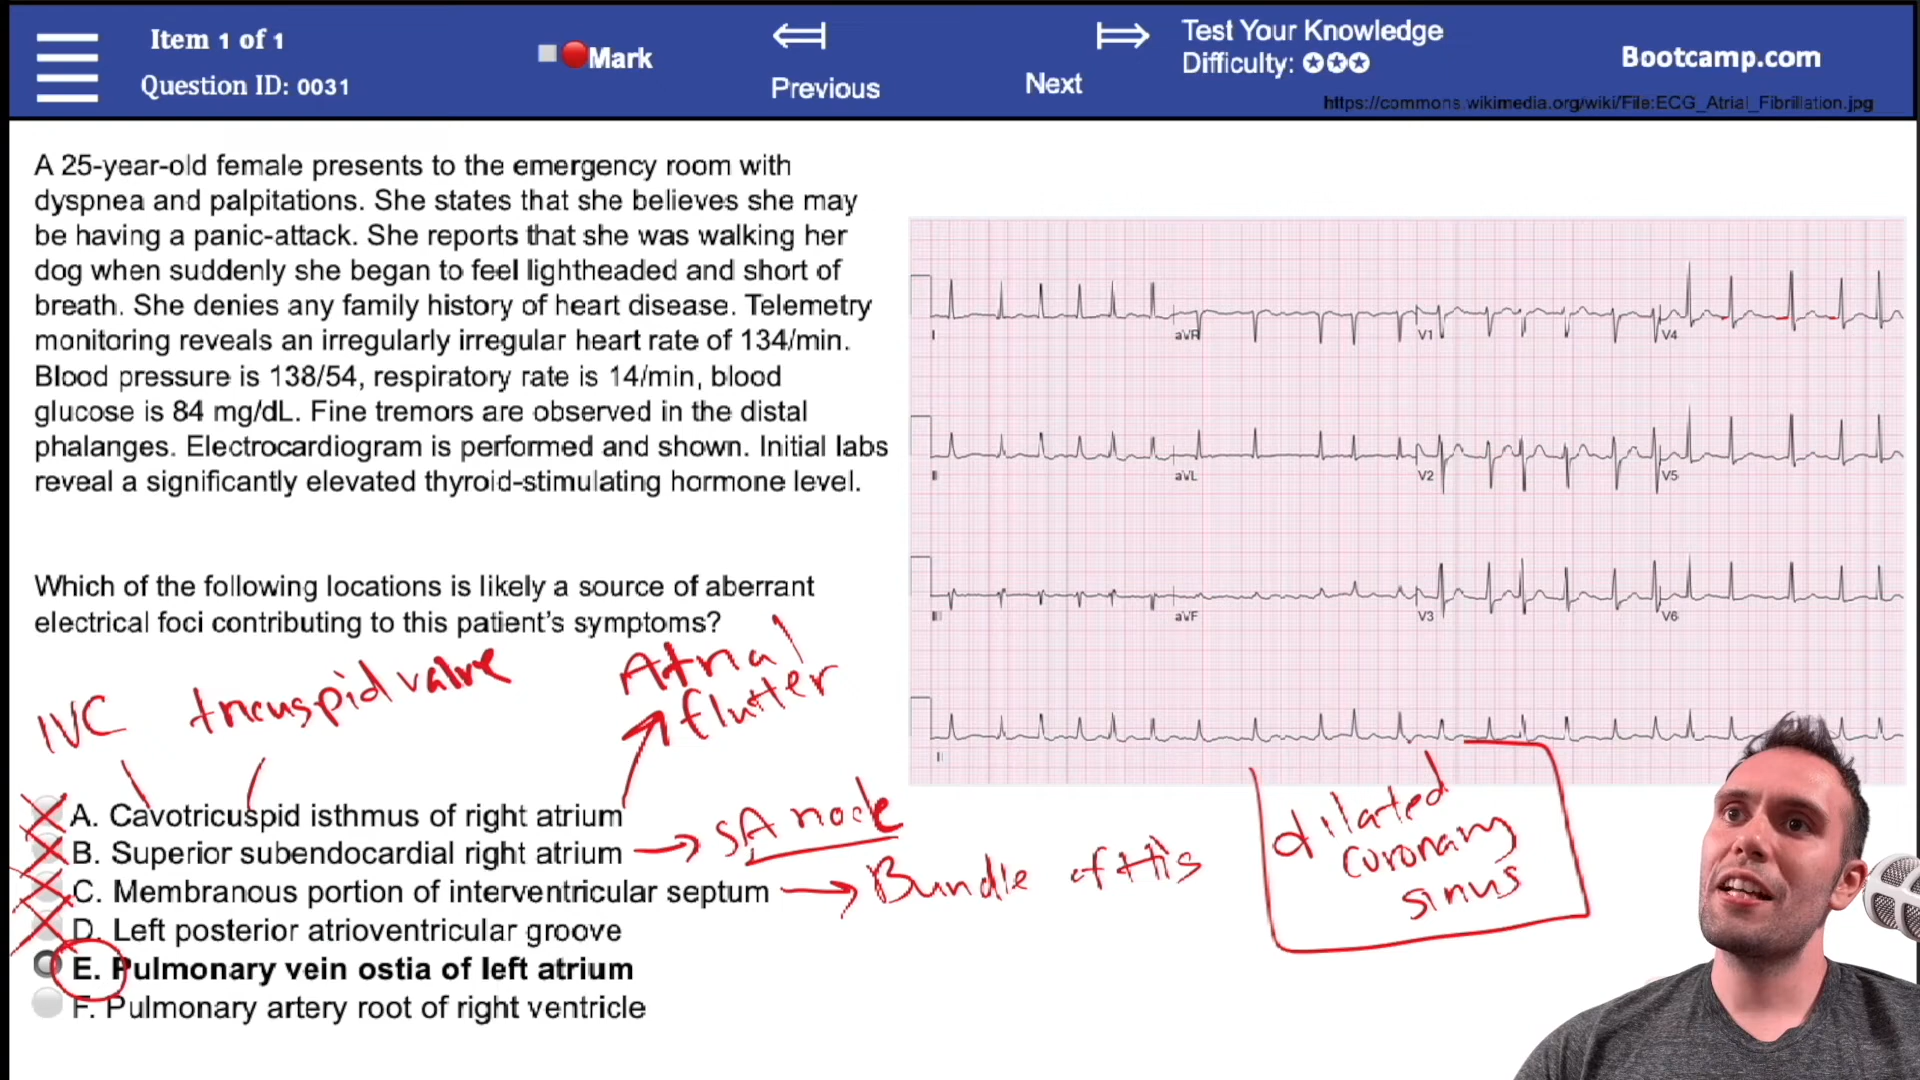 Item 1 of 1
Question ID: 0031
Mark
Previous
Next
Test Your Knowledge
Difficulty:
Bootcamp.com
https://commons.wikimedia.org/wiki/File:ECG_Atrial_Fibrillation.jpg
A 25-year-old female presents to the emergency room with
dyspnea and palpitations. She states that she believes she may
be having a panic-attack. She reports that she was walking her
dog when suddenly she began to feel lightheaded and short of
breath. She denies any family history of heart disease. Telemetry
monitoring reveals an irregularly irregular heart rate of 134/min.
Blood pressure is 138/54, respiratory rate is 14/min, blood
glucose is 84 mg/dL. Fine tremors are observed in the distal
phalanges. Electrocardiogram is performed and shown. Initial labs
reveal a significantly elevated thyroid-stimulating hormone level.
Which of the following locations is likely a source of aberrant
electrical foci contributing to this patient's symptoms?
I aVR V1 V4
II aVL V2 V5
III aVF V3 V6
II
IVC tricuspid valve
Atrial
flutter
A. Cavotricuspid isthmus of right atrium
B. Superior subendocardial right atrium → SA node
C. Membranous portion of interventricular septum → Bundle of His
D. Left posterior atrioventricular groove
E. Pulmonary vein ostia of left atrium
F. Pulmonary artery root of right ventricle
dilated
coronary
sinus